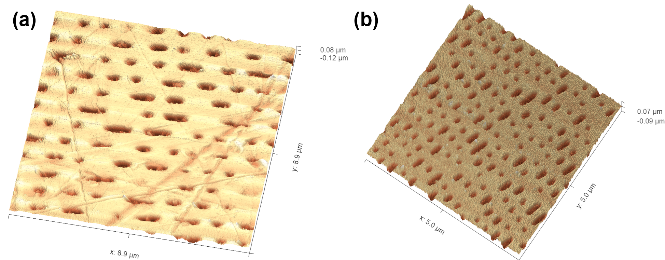 (a)
0.08 µm
-0.12 µm
y: 8.9 µm
x: 8.9 µm
(b)
0.07 µm
-0.09 µm
y: 5.0 µm
x: 5.0 µm